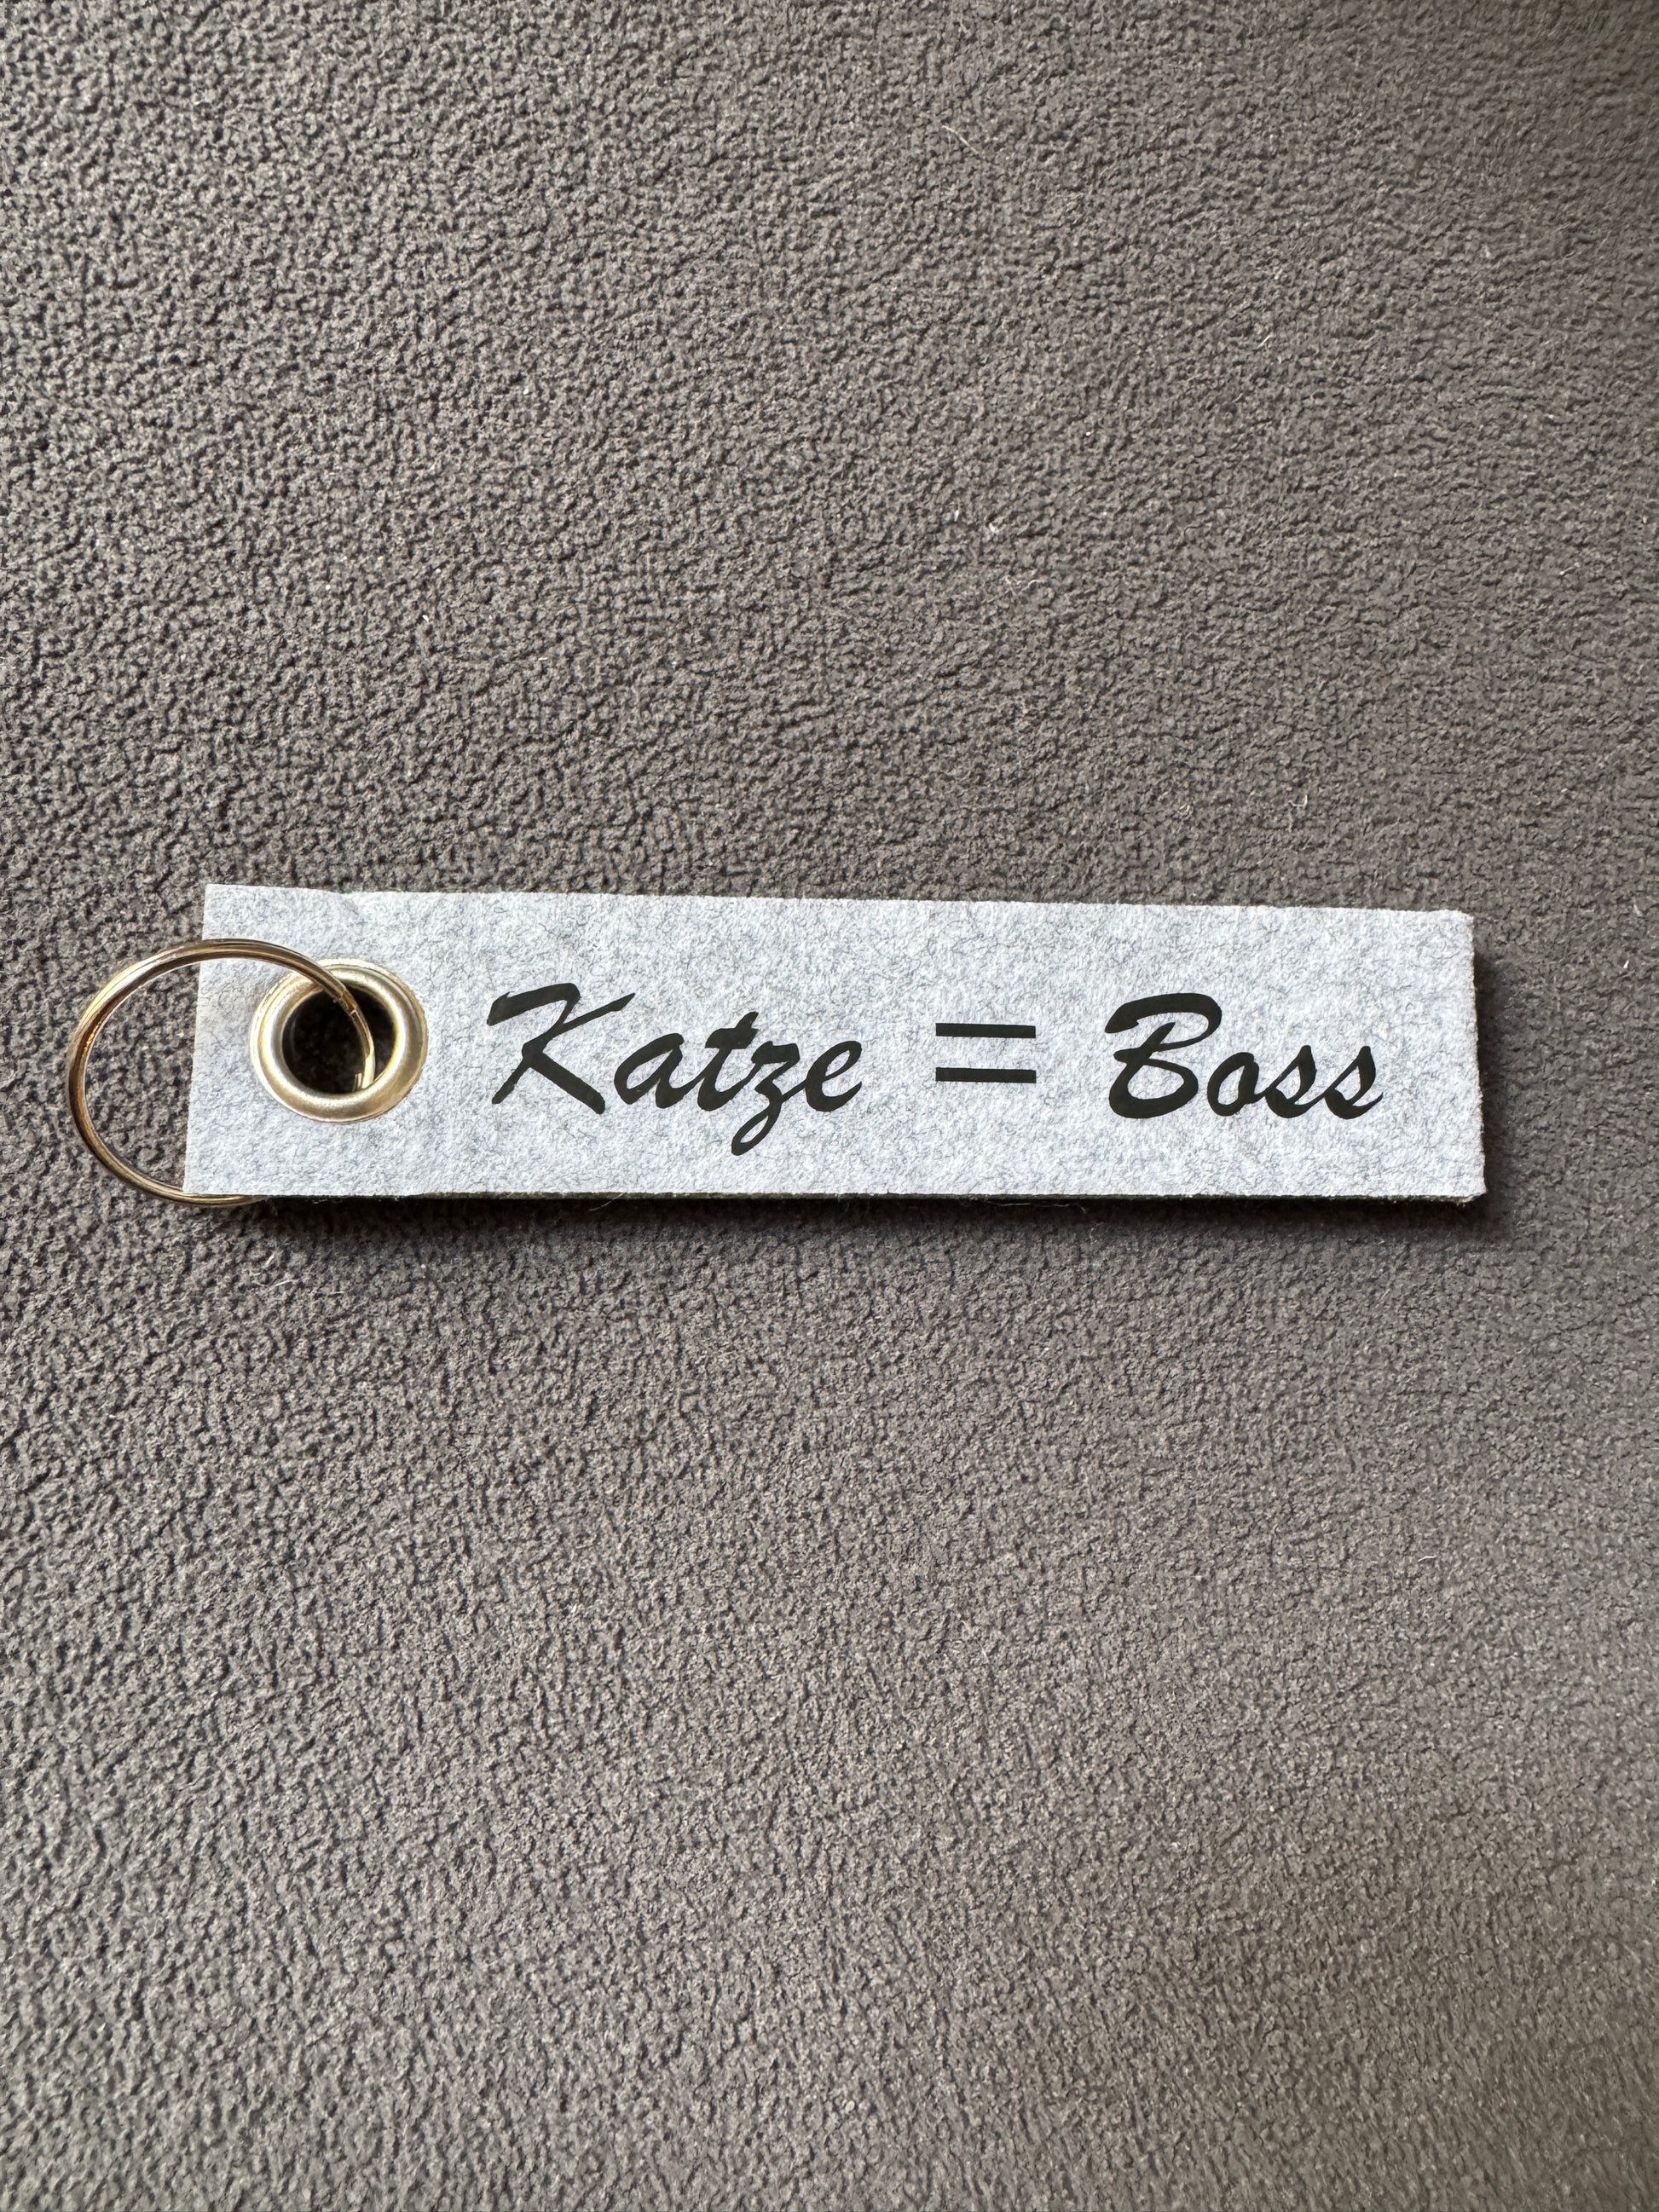 Katze = Boss